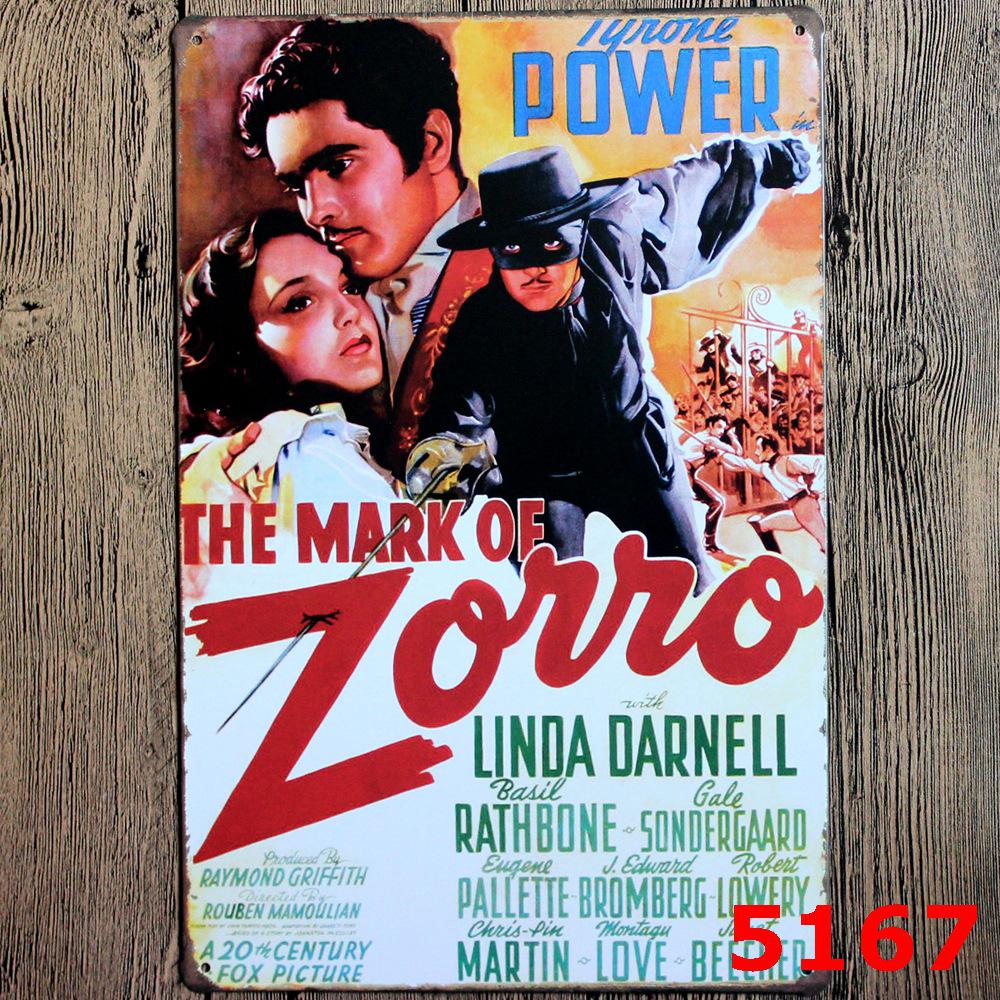 Tyrone
POWER
in
THE MARK OF
Zorro
with
LINDA DARNELL
Basil Gale
RATHBONE - SONDERGAARD
Eugene J. Edward Robert
PALLETTE - BROMBERG - LOWERY
Chris-Pin Montagu
MARTIN - LOVE - BEECHER
Produced By
RAYMOND GRIFFITH
Directed By
ROUBEN MAMOULIAN
A 20th CENTURY
FOX PICTURE
5167